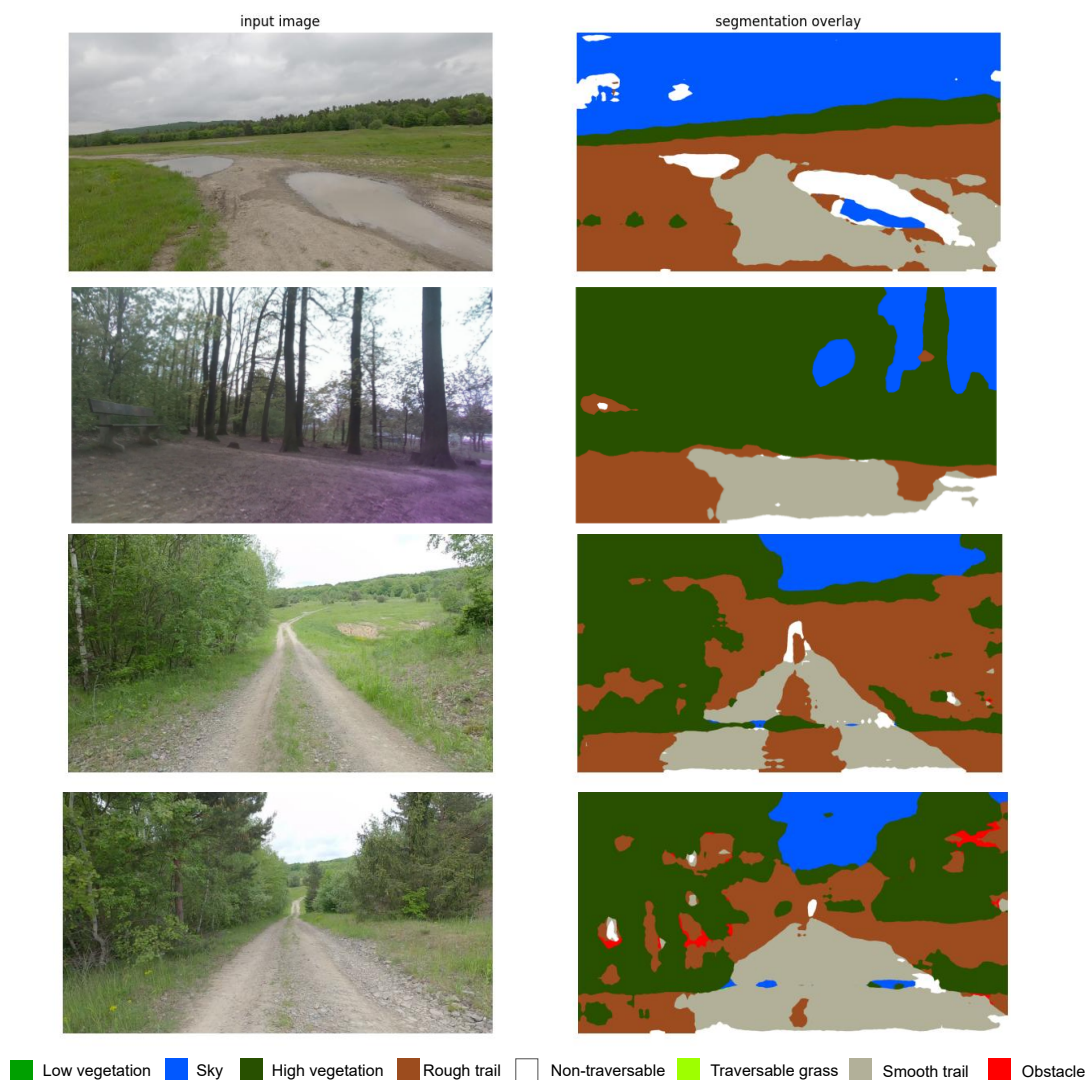 input image
segmentation overlay
Low vegetation
Sky
High vegetation
Rough trail
Non-traversable
Traversable grass
Smooth trail
Obstacle